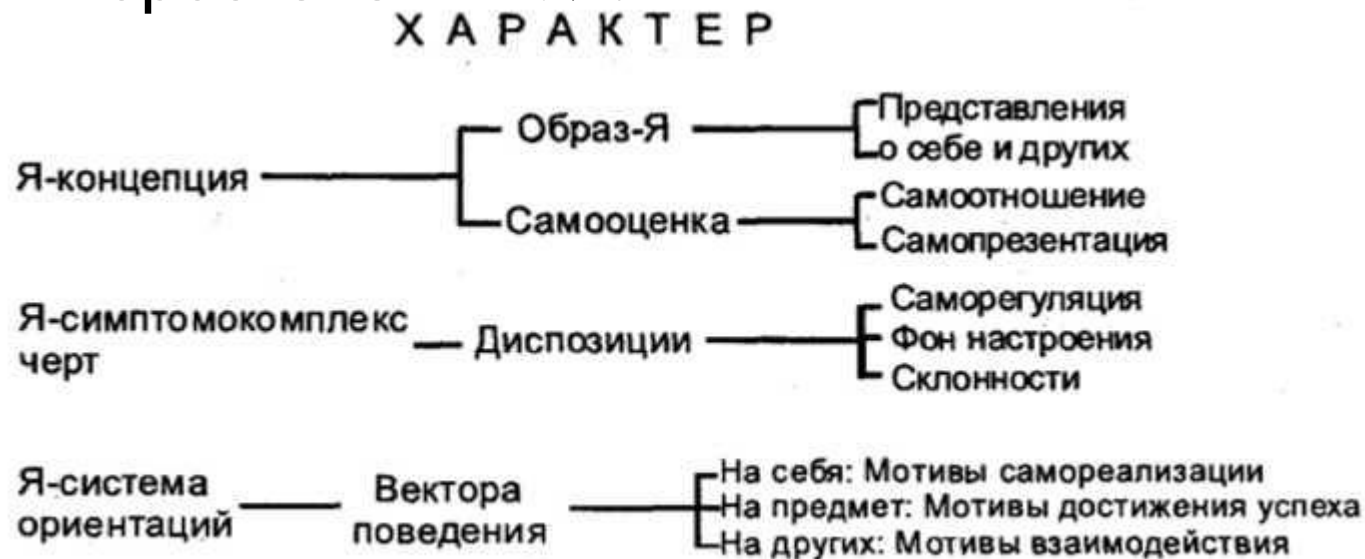 Х А Р А К Т Е Р
Образ-Я
Представления
о себе и других
Я-концепция
Самооценка
Самоотношение
Самопрезентация
Я-симптомокомплекс
черт
Диспозиции
Саморегуляция
Фон настроения
Склонности
Я-система
ориентаций
Вектора
поведения
На себя: Мотивы самореализации
На предмет: Мотивы достижения успеха
На других: Мотивы взаимодействия